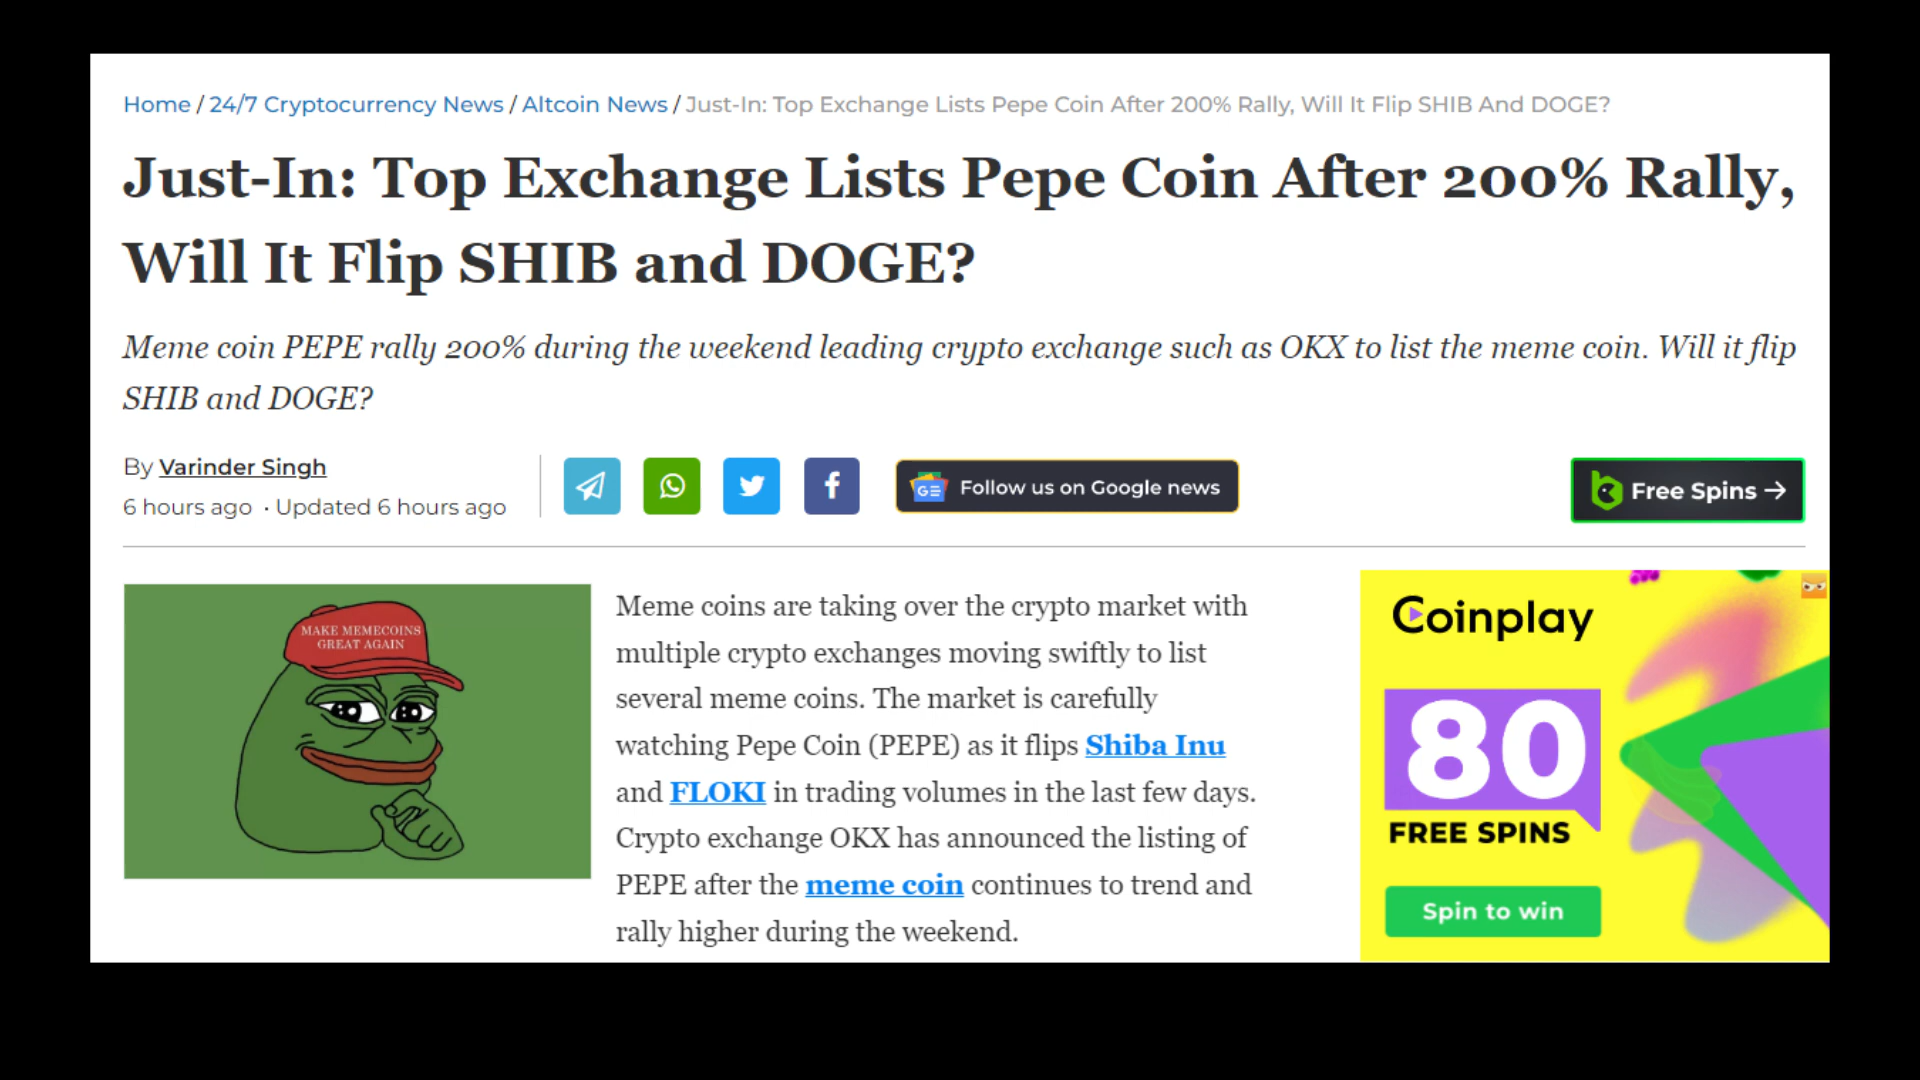 Home / 24/7 Cryptocurrency News / Altcoin News / Just-In: Top Exchange Lists Pepe Coin After 200% Rally, Will It Flip SHIB And DOGE?
Just-In: Top Exchange Lists Pepe Coin After 200% Rally,
Will It Flip SHIB and DOGE?
Meme coin PEPE rally 200% during the weekend leading crypto exchange such as OKX to list the meme coin. Will it flip
SHIB and DOGE?
By Varinder Singh
6 hours ago · Updated 6 hours ago
GE Follow us on Google news
Free Spins →
MAKE MEMECOINS
GREAT AGAIN
Meme coins are taking over the crypto market with
multiple crypto exchanges moving swiftly to list
several meme coins. The market is carefully
watching Pepe Coin (PEPE) as it flips Shiba Inu
and FLOKI in trading volumes in the last few days.
Crypto exchange OKX has announced the listing of
PEPE after the meme coin continues to trend and
rally higher during the weekend.
Coinplay
80
FREE SPINS
Spin to win